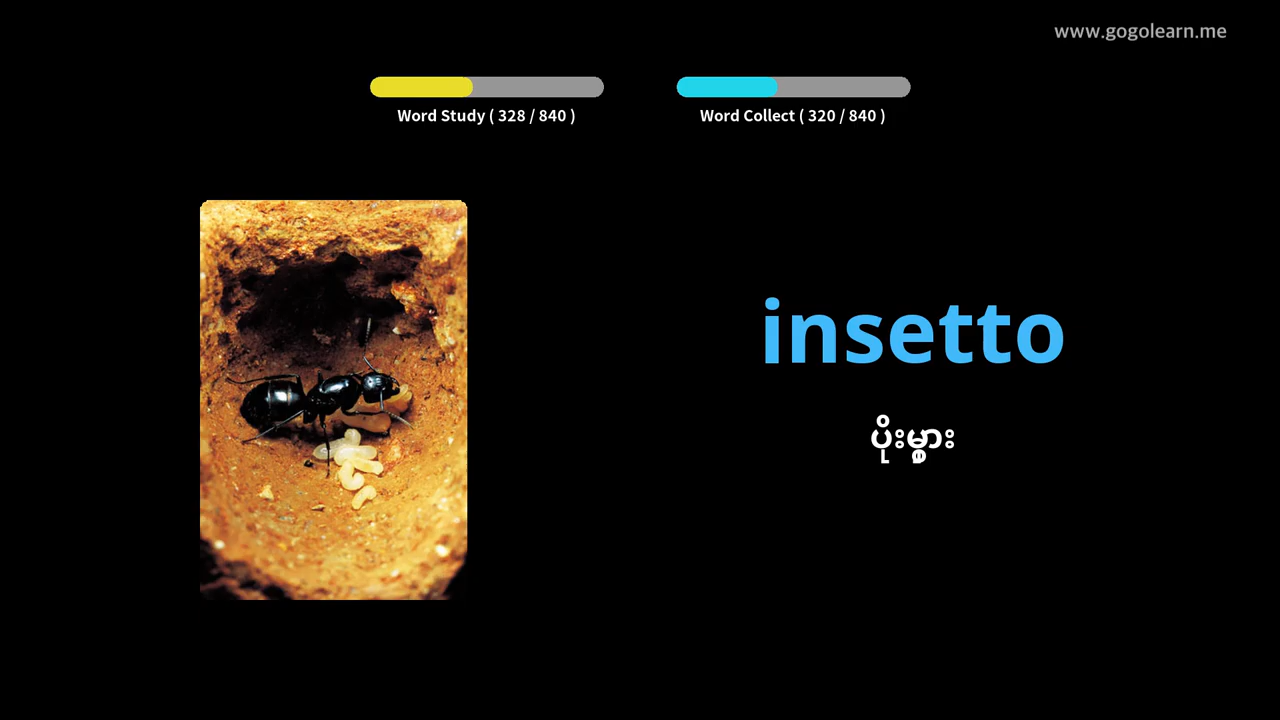 www.gogolearn.me
Word Study ( 328 / 840 )
Word Collect ( 320 / 840 )
insetto
ပိုးမွှား